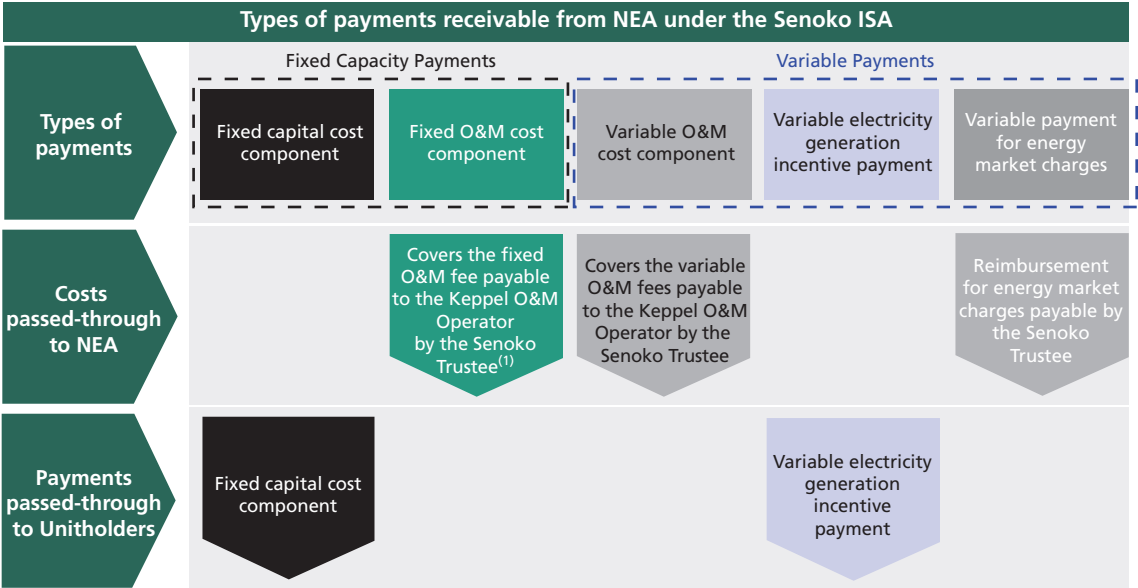 Types of payments receivable from NEA under the Senoko ISA
Fixed Capacity Payments
Variable Payments
Types of
payments
Fixed capital cost
component
Fixed O&M cost
component
Variable O&M
cost component
Variable electricity
generation
incentive payment
Variable payment
for energy
market charges
Costs
passed-through
to NEA
Covers the fixed
O&M fee payable
to the Keppel O&M
Operator
by the Senoko
Trustee(1)
Covers the variable
O&M fees payable
to the Keppel O&M
Operator by the
Senoko Trustee
Reimbursement
for energy market
charges payable by
the Senoko
Trustee
Payments
passed-through
to Unitholders
Fixed capital cost
component
Variable electricity
generation
incentive
payment